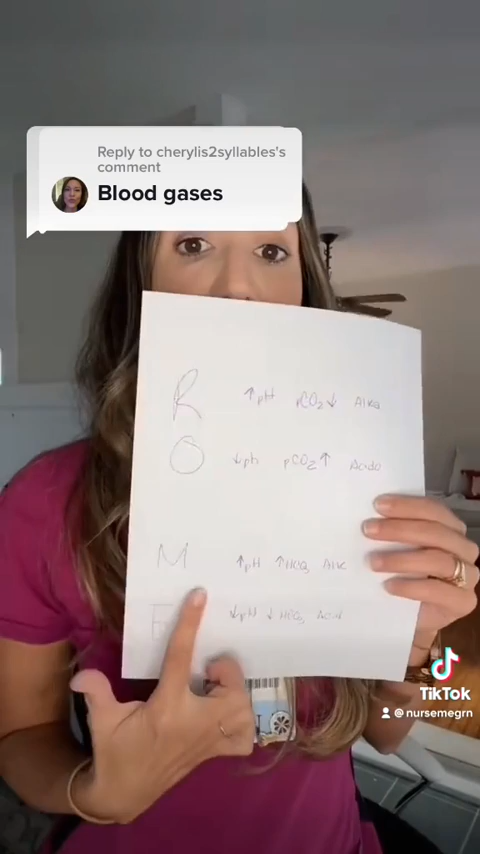 Reply to cherylis2syllables's
comment
Blood gases
R ↑pH pCO₂↓ Alka
O ↓ph pCO₂↑ Acido
M ↑pH ↑HCO₃ Alk
E ↓pH ↓HCO₃ Acid
TikTok
@nursemegrn